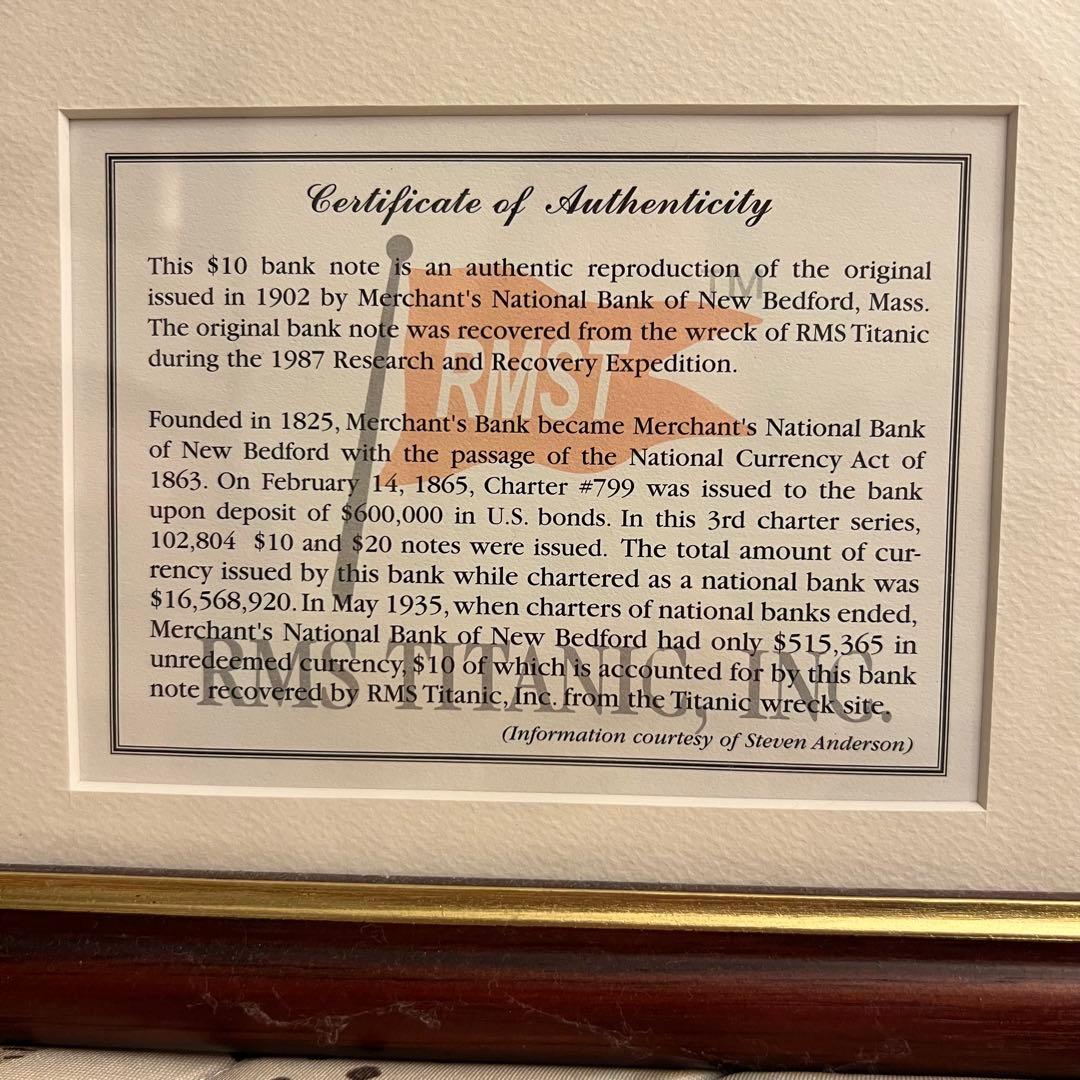 Certificate of Authenticity
This $10 bank note is an authentic reproduction of the original
issued in 1902 by Merchant's National Bank of New Bedford, Mass.
The original bank note was recovered from the wreck of RMS Titanic
during the 1987 Research and Recovery Expedition.
Founded in 1825, Merchant's Bank became Merchant's National Bank
of New Bedford with the passage of the National Currency Act of
1863. On February 14, 1865, Charter #799 was issued to the bank
upon deposit of $600,000 in U.S. bonds. In this 3rd charter series,
102,804 $10 and $20 notes were issued. The total amount of cur-
rency issued by this bank while chartered as a national bank was
$16,568,920. In May 1935, when charters of national banks ended,
Merchant's National Bank of New Bedford had only $515,365 in
unredeemed currency, $10 of which is accounted for by this bank
note recovered by RMS Titanic, Inc. from the Titanic wreck site.
(Information courtesy of Steven Anderson)
TM
RMST
RMS TITANIC, INC.